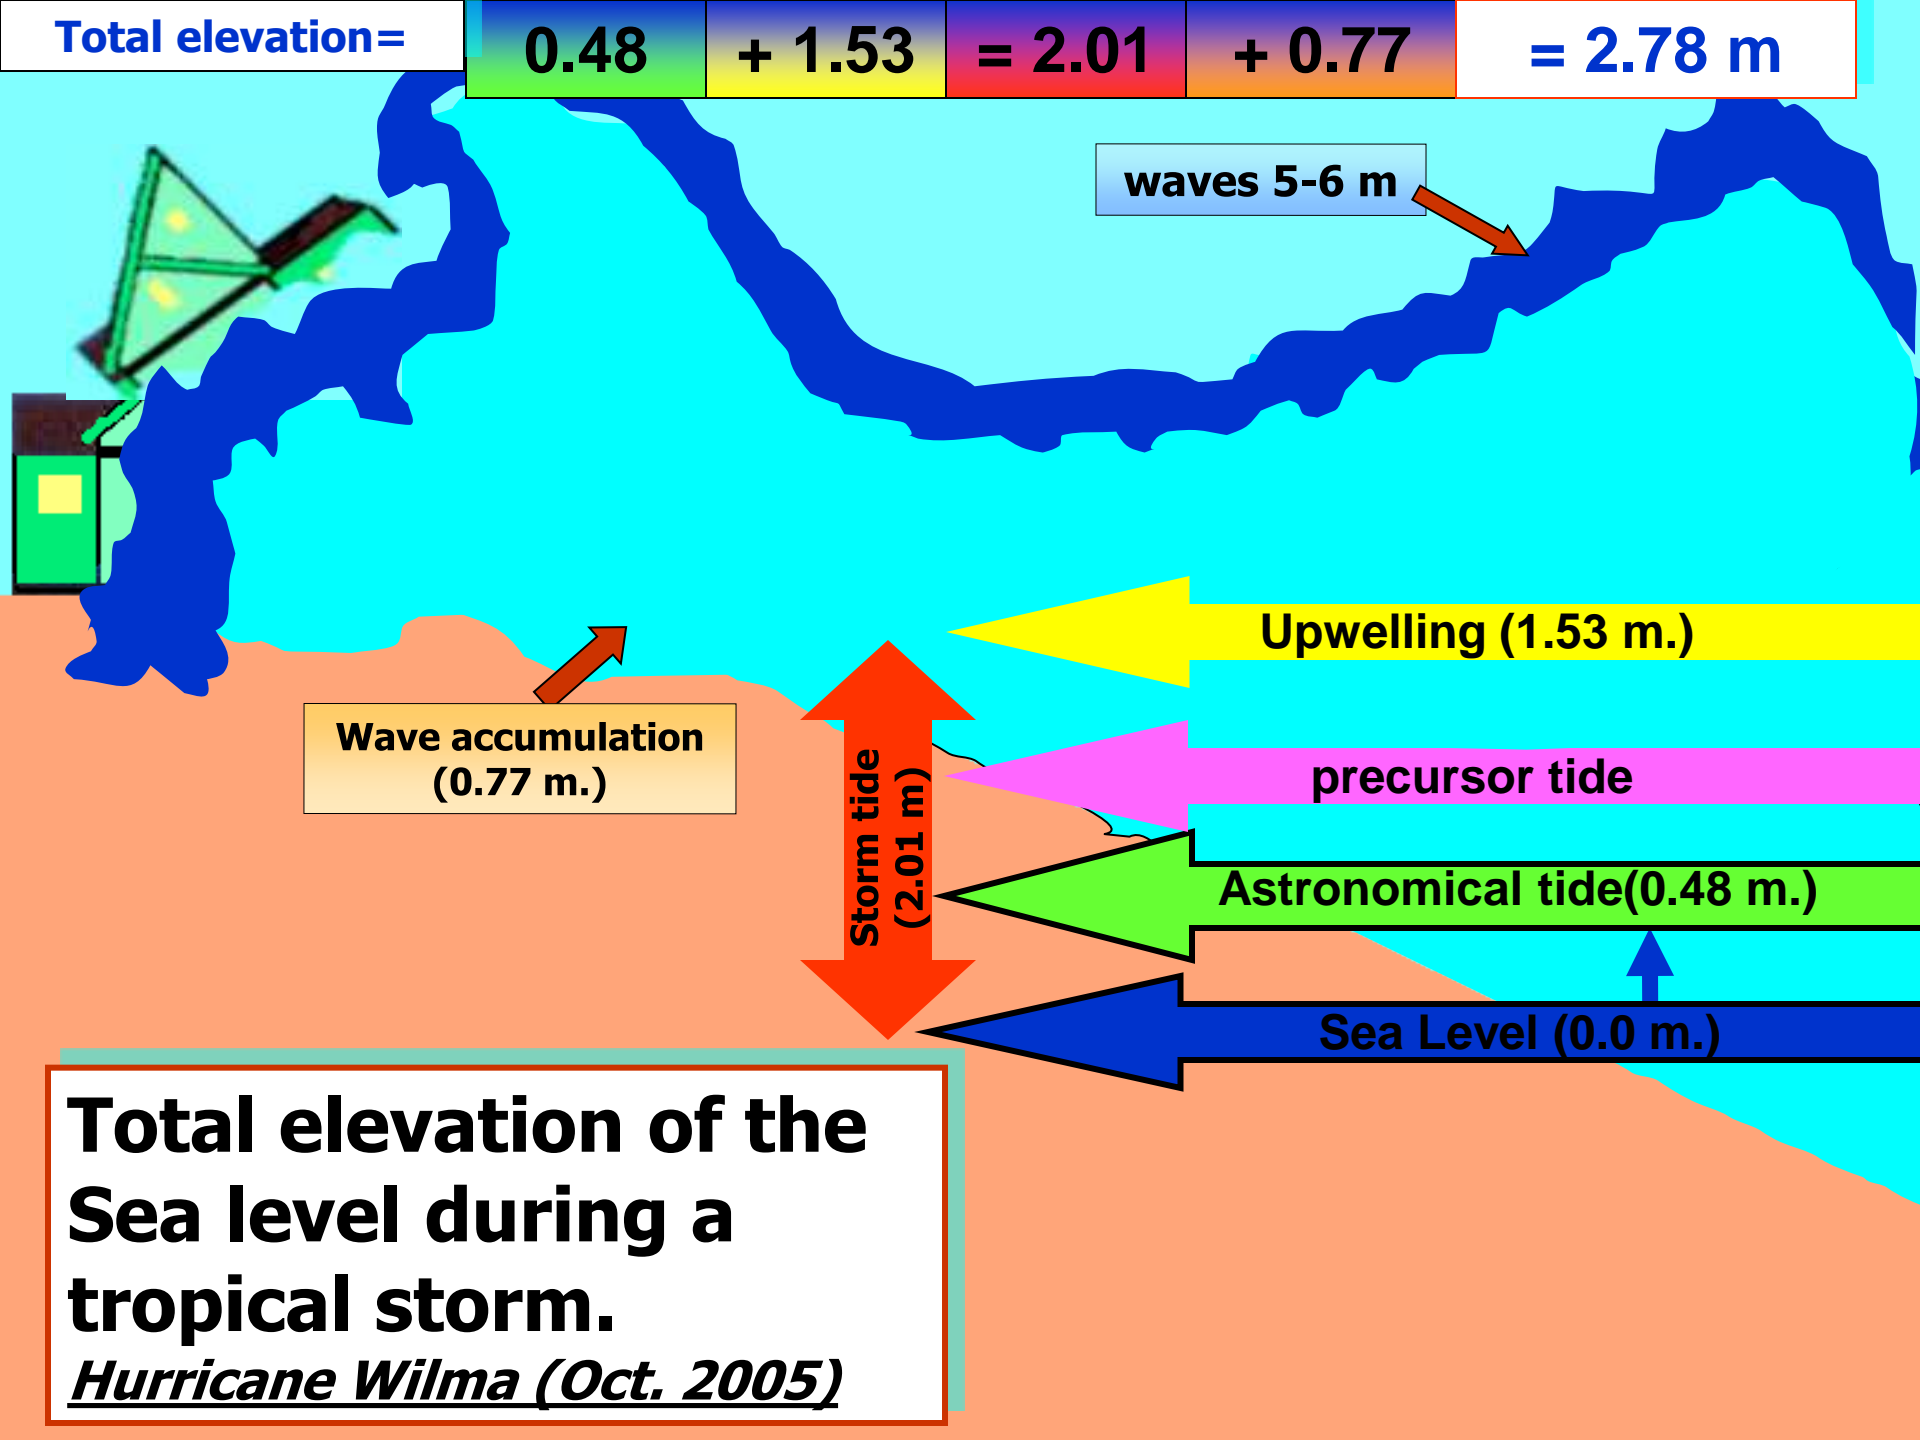 Total elevation=
0.48
+ 1.53
= 2.01
+ 0.77
= 2.78 m
waves 5-6 m
Upwelling (1.53 m.)
Wave accumulation
(0.77 m.)
Storm tide
(2.01 m)
precursor tide
Astronomical tide(0.48 m.)
Sea Level (0.0 m.)
Total elevation of the
Sea level during a
tropical storm.
Hurricane Wilma (Oct. 2005)